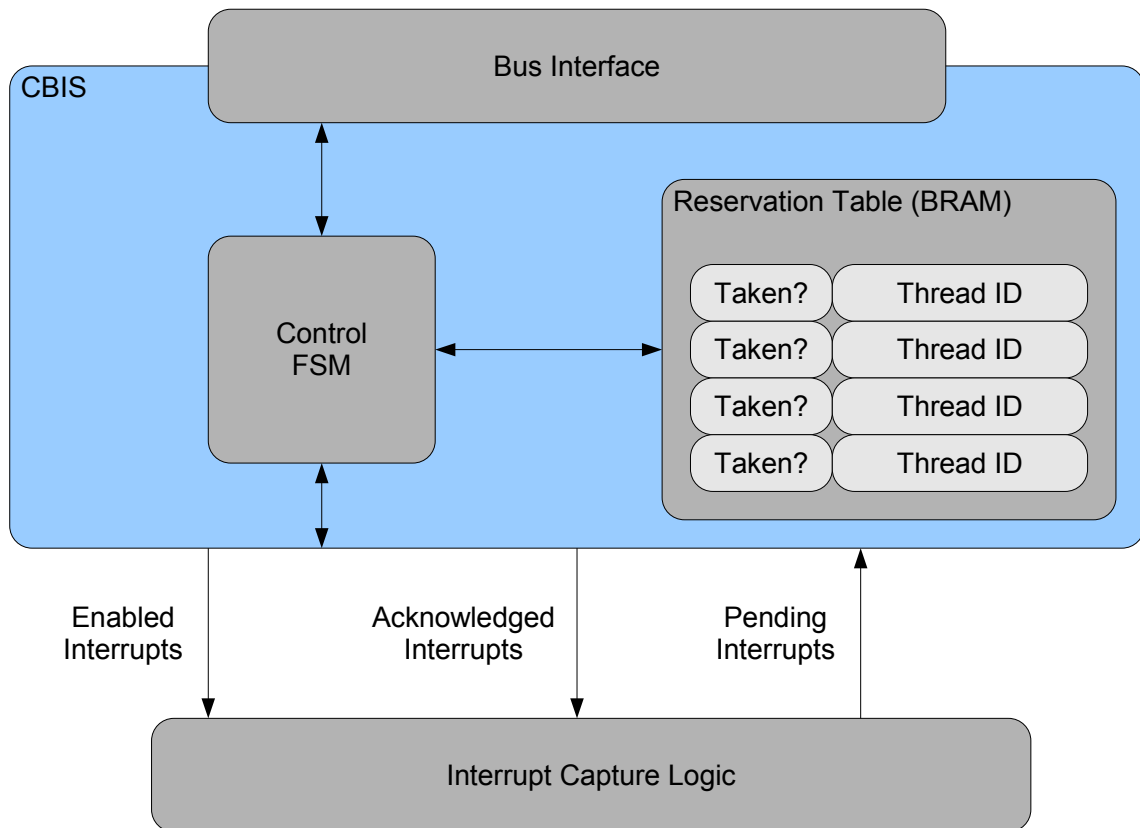 Bus Interface
CBIS
Reservation Table (BRAM)
Taken? Thread ID
Taken? Thread ID
Taken? Thread ID
Taken? Thread ID
Control
FSM
Enabled
Interrupts
Acknowledged
Interrupts
Pending
Interrupts
Interrupt Capture Logic